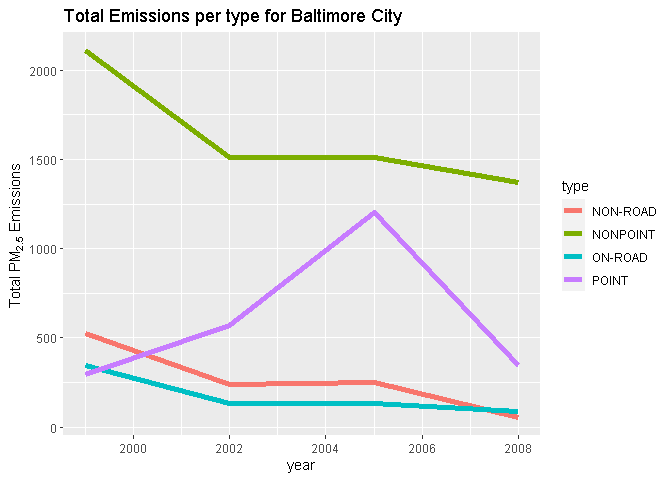 Total Emissions per type for Baltimore City
Total PM2.5 Emissions
2000
1500
1000
500
0
2000 2002 2004 2006 2008
year
type
NON-ROAD
NONPOINT
ON-ROAD
POINT